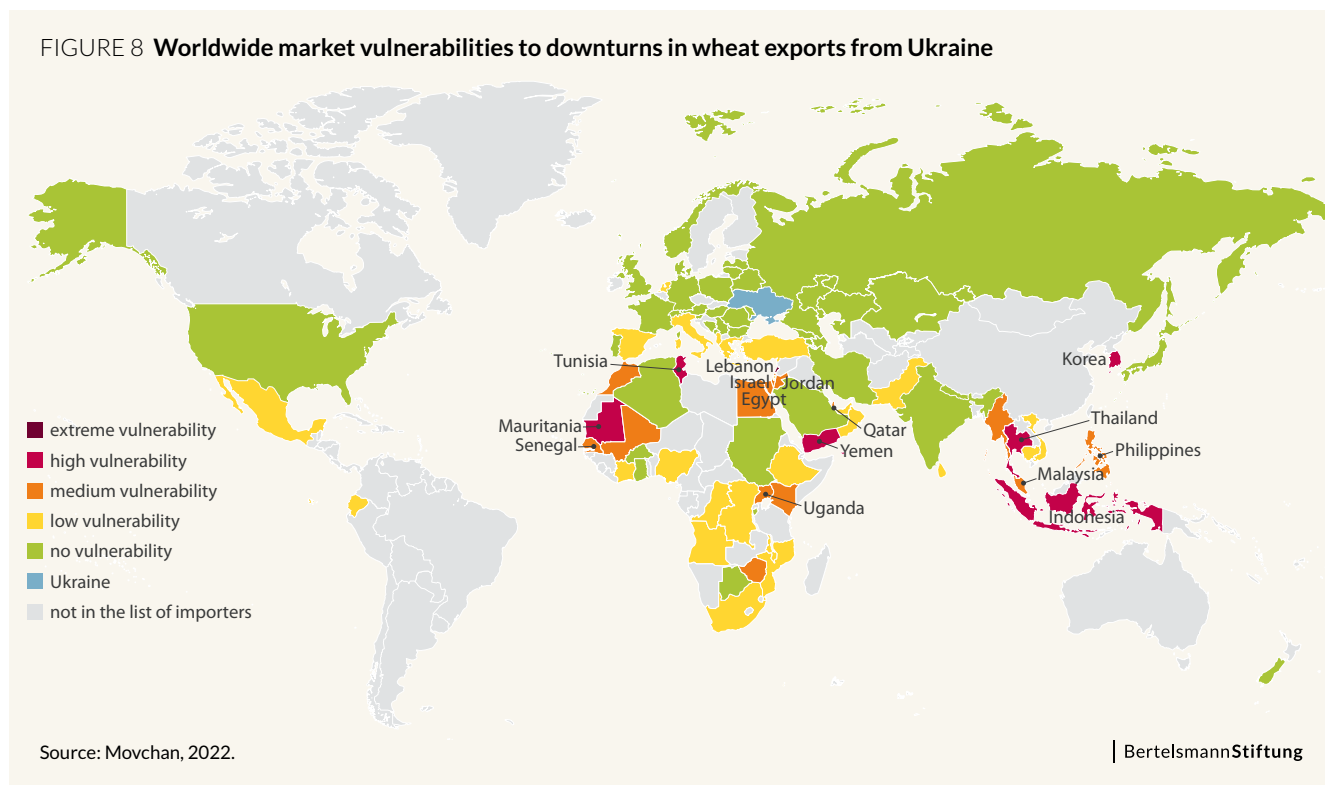 FIGURE 8 Worldwide market vulnerabilities to downturns in wheat exports from Ukraine
Tunisia
Lebanon
Israel
Jordan
Egypt
Korea
Mauritania
Senegal
Qatar
Yemen
Thailand
Philippines
Malaysia
Indonesia
Uganda
extreme vulnerability
high vulnerability
medium vulnerability
low vulnerability
no vulnerability
Ukraine
not in the list of importers
Source: Movchan, 2022.
BertelsmannStiftung